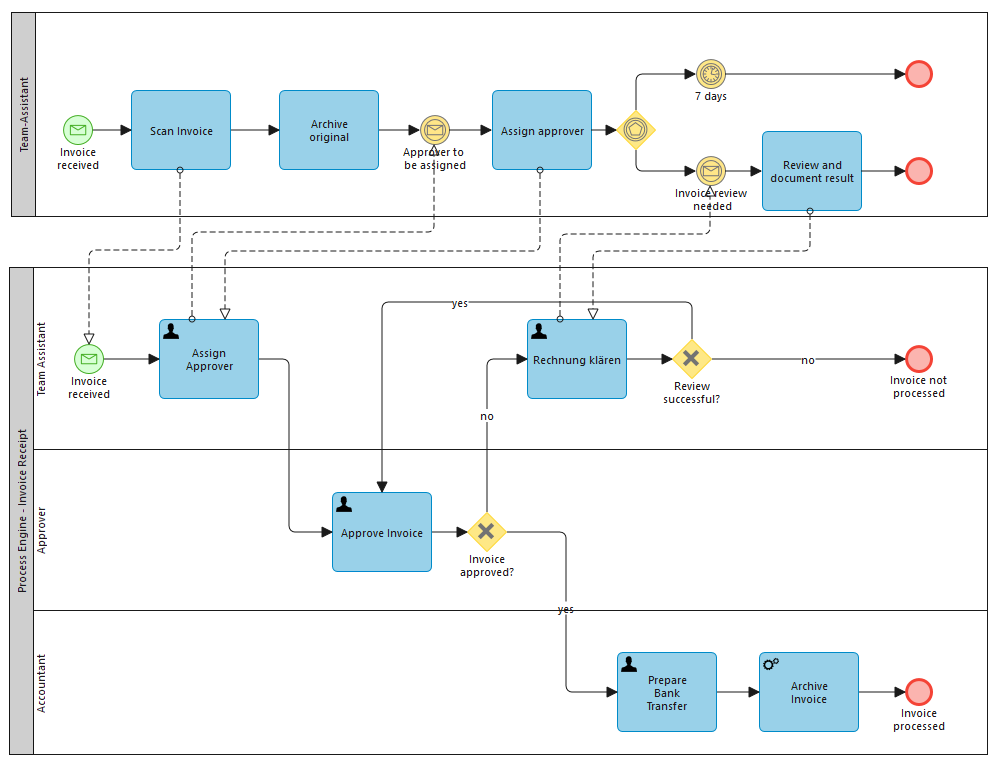 Team-Assistant
Invoice
received
Scan Invoice
Archive
original
Approver to
be assigned
Assign approver
7 days
Invoice review
needed
Review and
document result
Process Engine - Invoice Receipt
Team Assistant
Invoice
received
Assign
Approver
yes
no
Rechnung klären
Review
successful?
no
Invoice not
processed
Approver
Approve Invoice
Invoice
approved?
yes
Accountant
Prepare
Bank
Transfer
Archive
Invoice
Invoice
processed